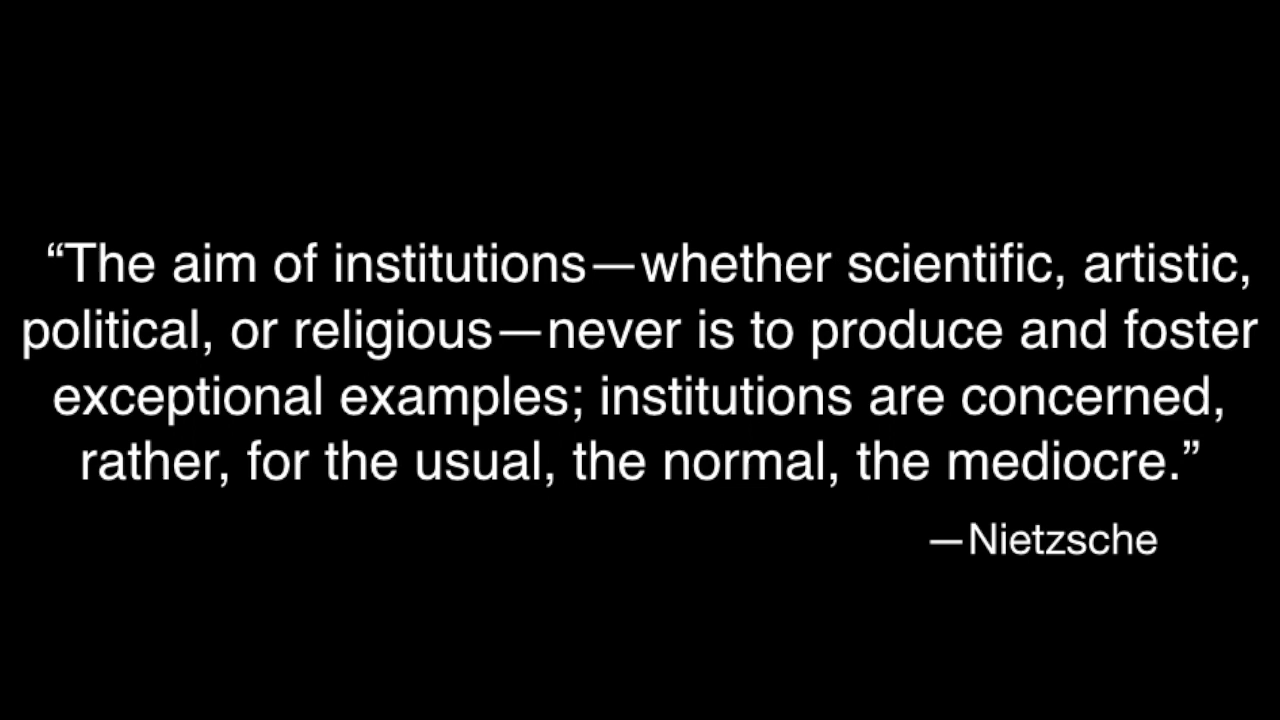 “The aim of institutions—whether scientific, artistic,
political, or religious—never is to produce and foster
exceptional examples; institutions are concerned,
rather, for the usual, the normal, the mediocre.”
—Nietzsche